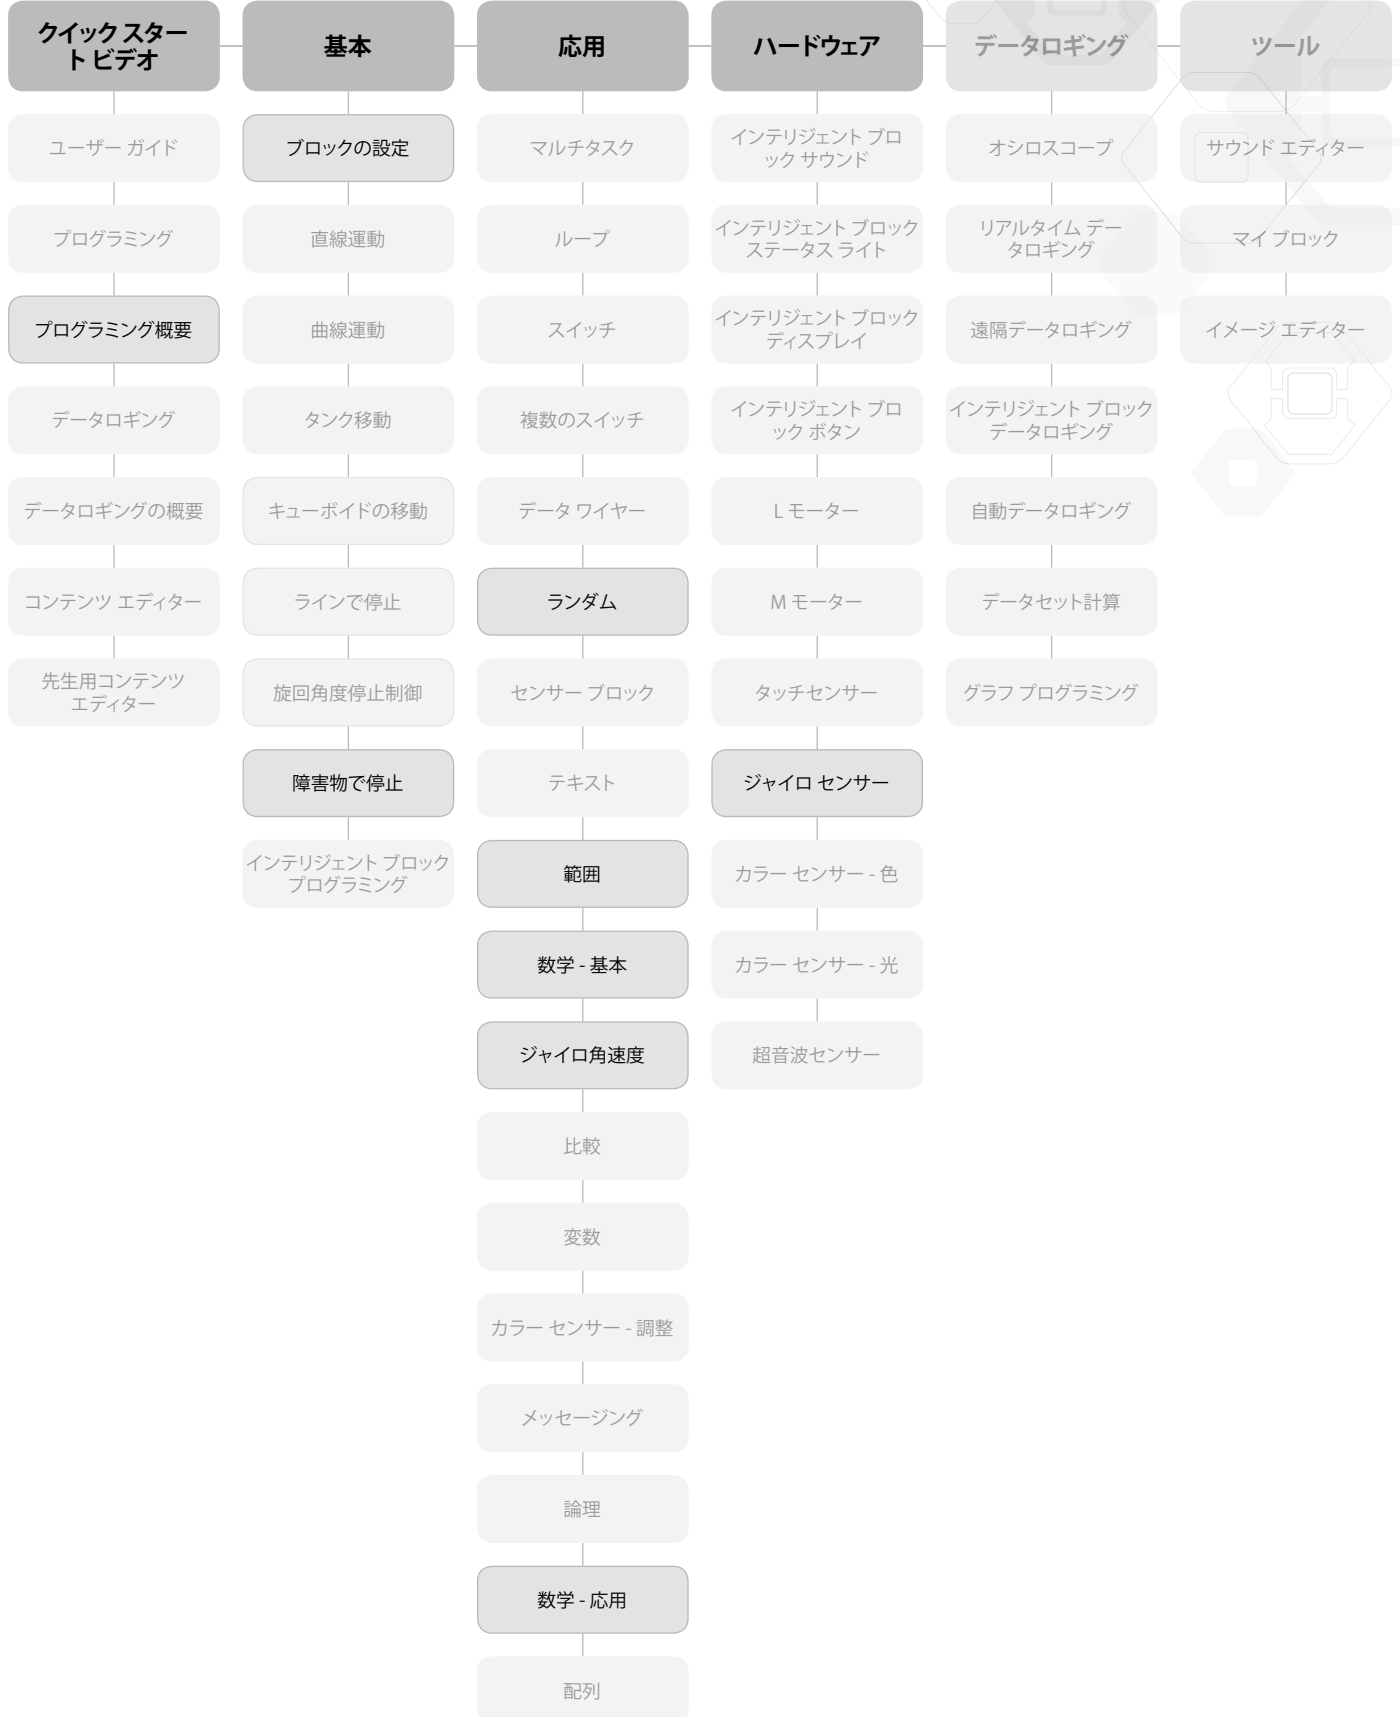 クイック スター
ト ビデオ
ユーザー ガイド
プログラミング
プログラミング概要
データロギング
データロギングの概要
コンテンツ エディター
先生用コンテンツ
エディター
基本
ブロックの設定
直線運動
曲線運動
タンク移動
キューボイドの移動
ラインで停止
旋回角度停止制御
障害物で停止
インテリジェント ブロック
プログラミング
応用
マルチタスク
ループ
スイッチ
複数のスイッチ
データ ワイヤー
ランダム
センサー ブロック
テキスト
範囲
数学 - 基本
ジャイロ角速度
比較
変数
カラー センサー - 調整
メッセージング
論理
数学 - 応用
配列
ハードウェア
インテリジェント ブロ
ック サウンド
インテリジェント ブロック
ステータス ライト
インテリジェント ブロック
ディスプレイ
インテリジェント ブロ
ック ボタン
L モーター
M モーター
タッチセンサー
ジャイロ センサー
カラー センサー - 色
カラー センサー - 光
超音波センサー
データロギング
オシロスコープ
リアルタイム デー
タロギング
遠隔データロギング
インテリジェント ブロック
データロギング
自動データロギング
データセット計算
グラフ プログラミング
ツール
サウンド エディター
マイ ブロック
イメージ エディター